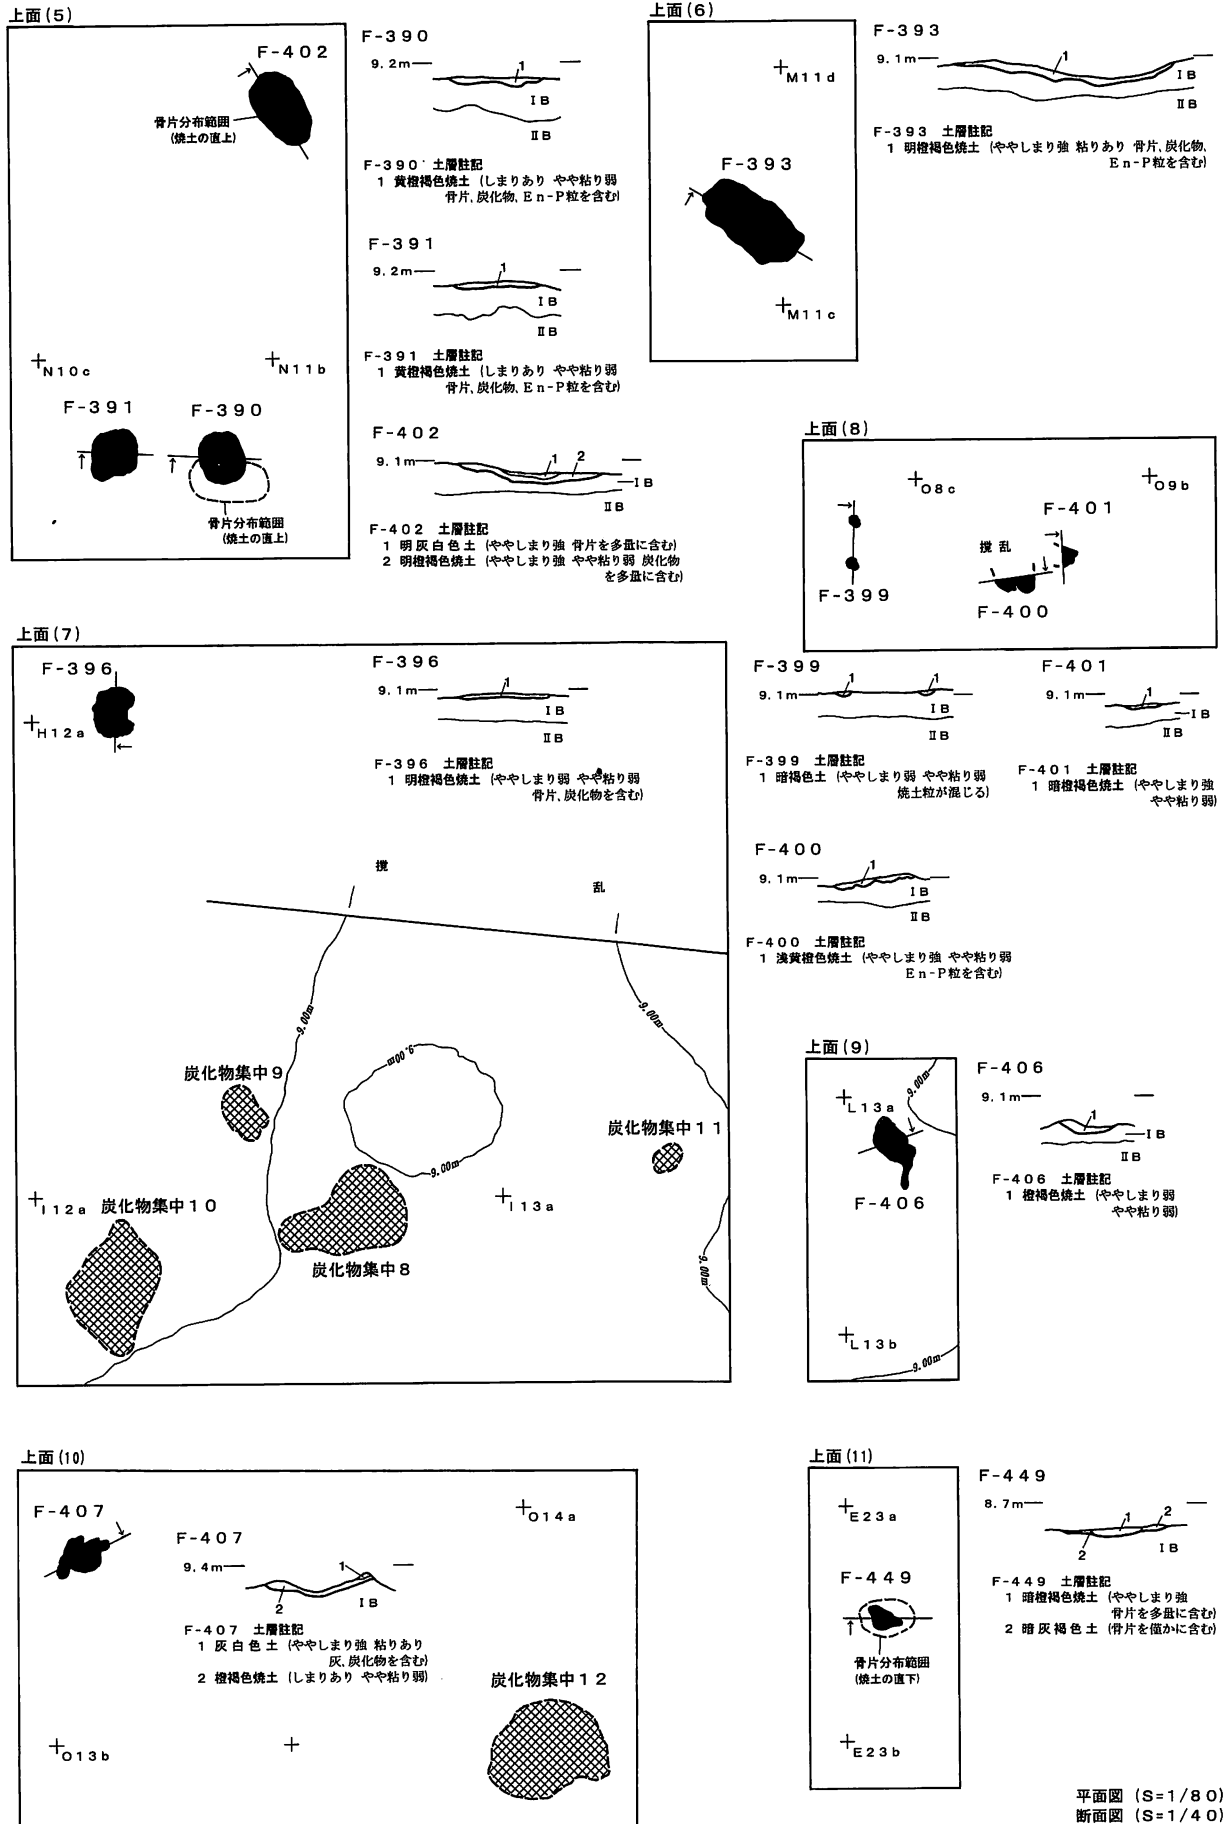 上面(5)
F-402
骨片分布範囲
(焼土の直上)
N10c
N11b
F-391
F-390
骨片分布範囲
(焼土の直上)
F-390
9.2m
1
ⅠB
ⅡB
F-390 土層註記
1 黄橙褐色焼土 (しまりあり やや粘り弱
骨片,炭化物、En-P粒を含む)
F-391
9.2m
1
ⅠB
ⅡB
F-391 土層註記
1 黄橙褐色焼土 (しまりあり やや粘り弱
骨片,炭化物、En-P粒を含む)
F-402
9.1m
1 2
ⅠB
ⅡB
F-402 土層註記
1 明灰白色土 (ややしまり強 骨片を多量に含む)
2 明橙褐色焼土 (ややしまり強 やや粘り弱 炭化物
を多量に含む)
上面(6)
M11d
F-393
M11c
F-393
9.1m
1
ⅠB
ⅡB
F-393 土層註記
1 明橙褐色焼土 (ややしまり強 粘りあり 骨片,炭化物、
En-P粒を含む)
上面(8)
O8c
O9b
F-401
撹乱
F-399
F-400
F-399
9.1m
1 1
ⅠB
ⅡB
F-399 土層註記
1 暗褐色土 (ややしまり弱 やや粘り弱
焼土粒が混じる)
F-401
9.1m
1
ⅠB
ⅡB
F-401 土層註記
1 暗橙褐色焼土 (ややしまり強
やや粘り弱)
F-400
9.1m
1
ⅠB
ⅡB
F-400 土層註記
1 浅黄橙色焼土 (ややしまり強 やや粘り弱
En-P粒を含む)
上面(7)
F-396
H12a
F-396
9.1m
1
ⅠB
ⅡB
F-396 土層註記
1 明橙褐色焼土 (ややしまり弱 やや粘り弱
骨片,炭化物を含む)
撹 乱
9.00m
9.00m
9.00m
炭化物集中9
炭化物集中11
9.00m
I12a
炭化物集中10
I13a
炭化物集中8
9.00m
上面(9)
9.00m
L13a
F-406
L13b
9.00m
F-406
9.1m
1
ⅠB
ⅡB
F-406 土層註記
1 橙褐色焼土 (ややしまり弱
やや粘り弱)
上面(10)
F-407
O14a
F-407
9.4m
1
2
ⅠB
F-407 土層註記
1 灰白色土 (ややしまり強 粘りあり
灰,炭化物を含む)
2 橙褐色焼土 (しまりあり やや粘り弱)
炭化物集中12
O13b
上面(11)
E23a
F-449
骨片分布範囲
(焼土の直下)
E23b
F-449
8.7m
1 2
2
ⅠB
F-449 土層註記
1 暗橙褐色焼土 (ややしまり強
骨片を多量に含む)
2 暗灰褐色土 (骨片を僅かに含む)
平面図 (S=1/80)
断面図 (S=1/40)